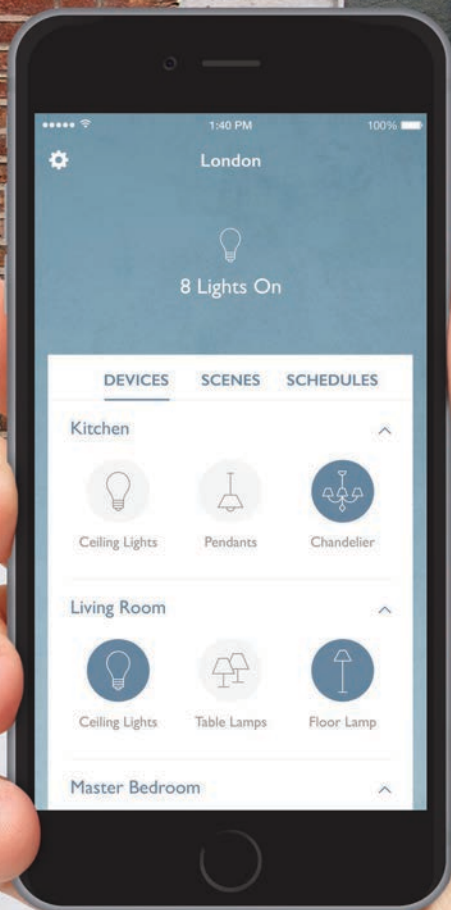 1:40 PM 100%
London
8 Lights On
DEVICES SCENES SCHEDULES
Kitchen
Ceiling Lights Pendants Chandelier
Living Room
Ceiling Lights Table Lamps Floor Lamp
Master Bedroom